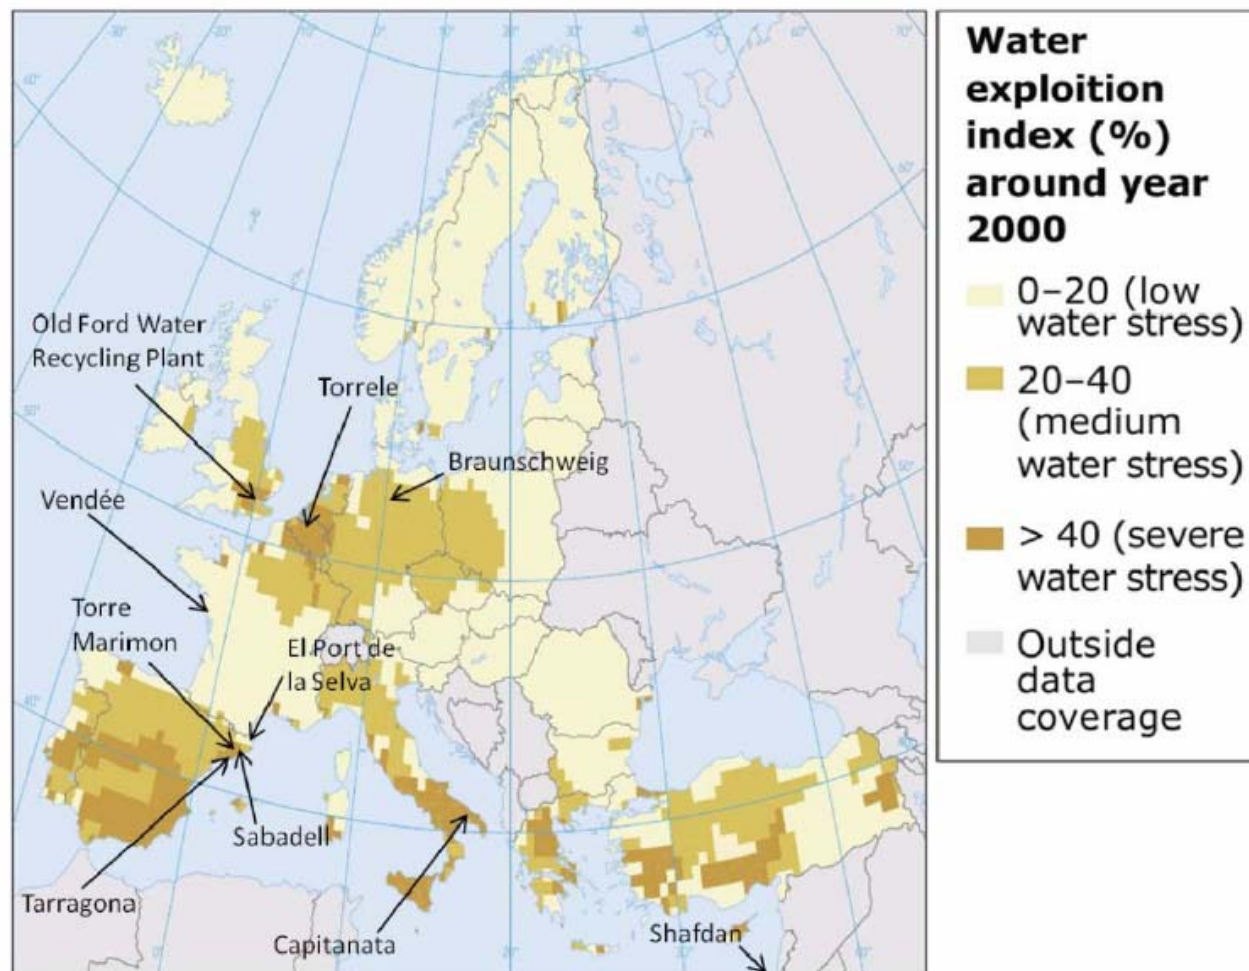 Old Ford Water
Recycling Plant
Torrele
Braunschweig
Vendée
Torre
Marimon
El Port de
la Selva
Sabadell
Tarragona
Capitanata
Shafdan
Water
exploition
index (%)
around year
2000
0–20 (low
water stress)
20–40
(medium
water stress)
> 40 (severe
water stress)
Outside
data
coverage